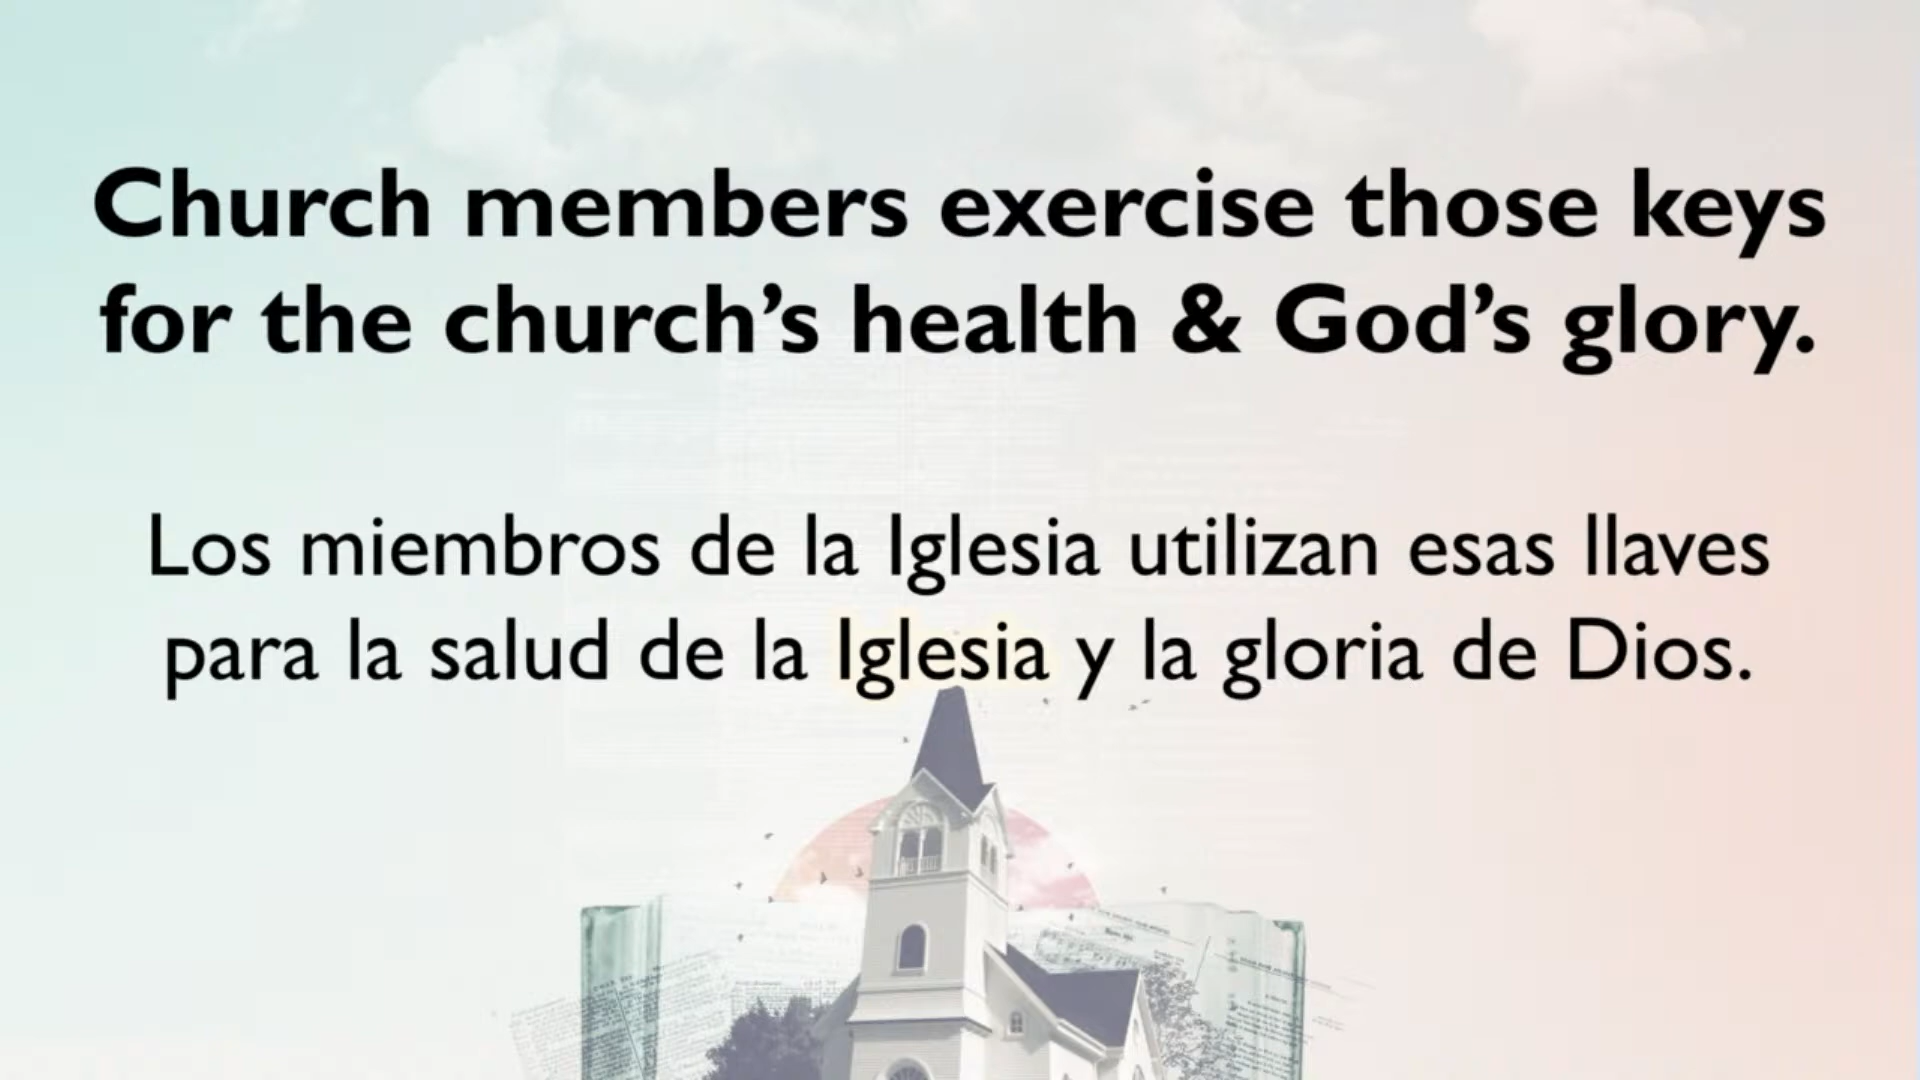 Church members exercise those keys
for the church’s health & God’s glory.
Los miembros de la Iglesia utilizan esas llaves
para la salud de la Iglesia y la gloria de Dios.